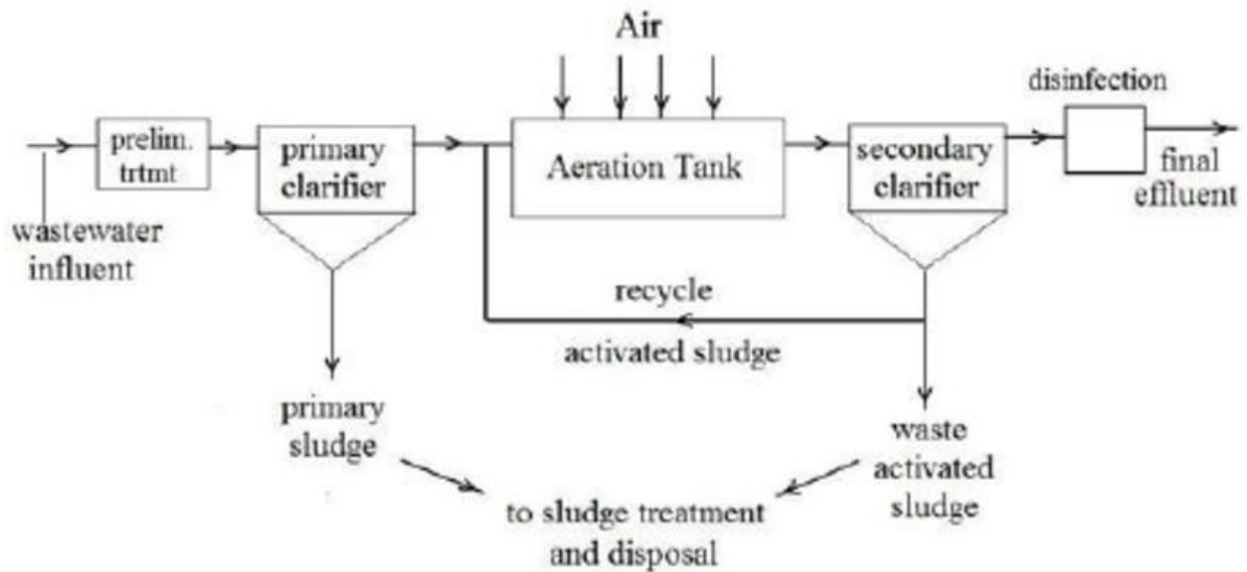 Air
disinfection
prelim.
trtmt
primary
clarifier
Aeration Tank
secondary
clarifier
final
effluent
wastewater
influent
recycle
activated sludge
primary
sludge
waste
activated
sludge
to sludge treatment
and disposal